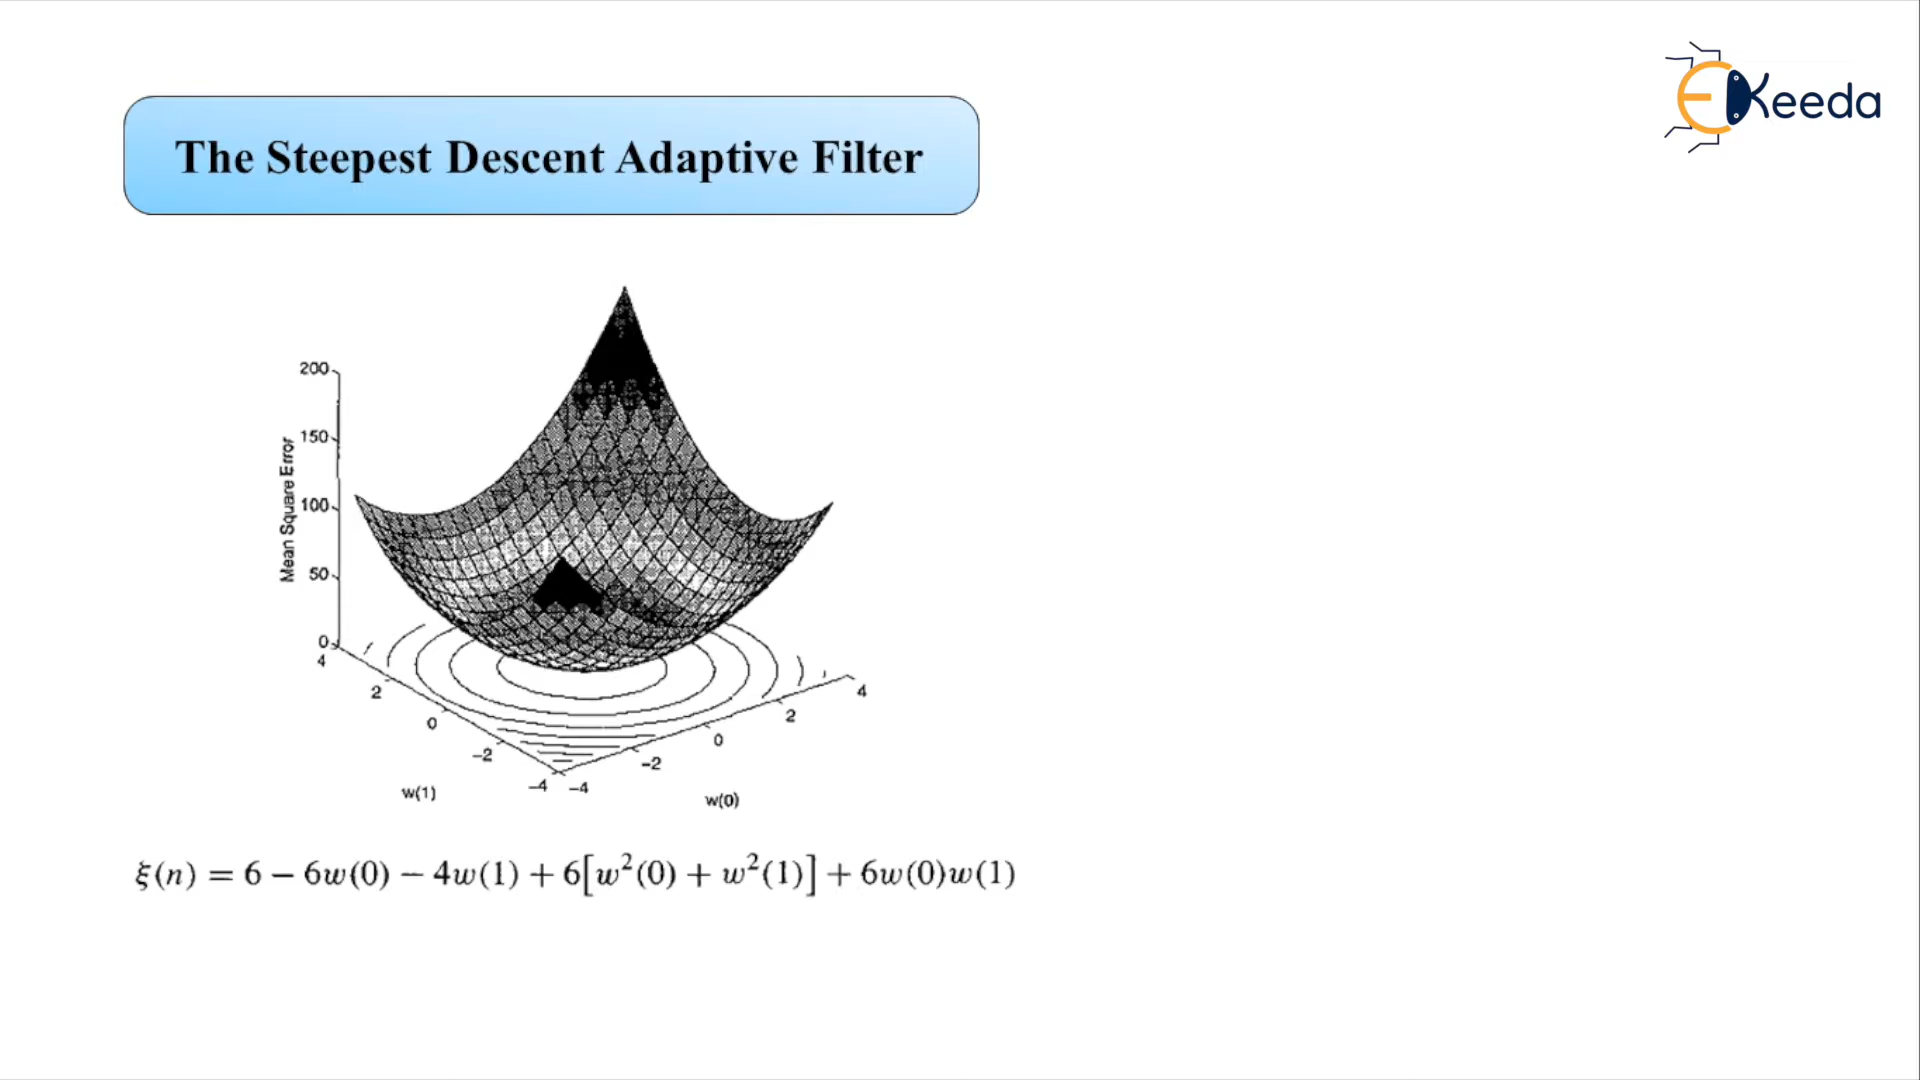 EKeeda
The Steepest Descent Adaptive Filter
200
150
100
50
0
Mean Square Error
4
2
0
−2
−4
w(1)
−4
−2
0
2
4
w(0)
ξ(n) = 6 − 6w(0) − 4w(1) + 6[w²(0) + w²(1)] + 6w(0)w(1)